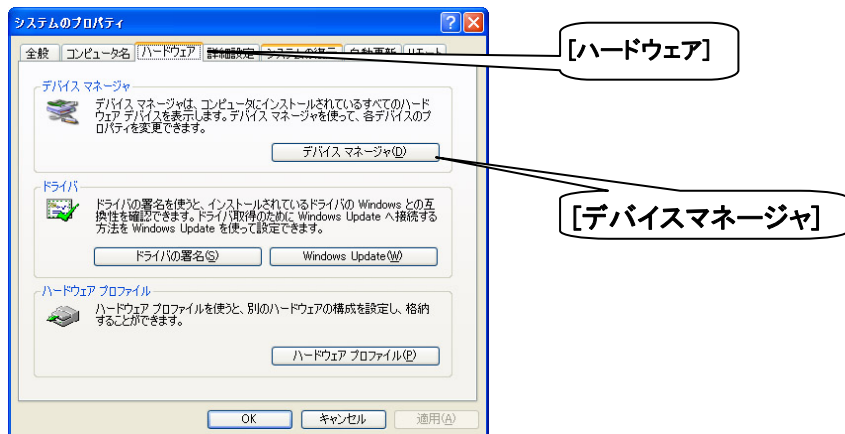 システムのプロパティ
全般 コンピュータ名 ハードウェア 詳細設定 システムの復元 自動更新 リモート
[ハードウェア]
デバイス マネージャ
デバイス マネージャは、コンピュータにインストールされているすべてのハード
ウェア デバイスを表示します。デバイス マネージャを使って、各デバイスのプ
ロパティを変更できます。
デバイス マネージャ(D)
[デバイスマネージャ]
ドライバ
ドライバの署名を使うと、インストールされているドライバの Windows との互
換性を確認できます。ドライバ取得のために Windows Update へ接続する
方法を Windows Update を使って設定できます。
ドライバの署名(S) Windows Update(W)
ハードウェア プロファイル
ハードウェア プロファイルを使うと、別のハードウェアの構成を設定し、格納
することができます。
ハードウェア プロファイル(P)
OK キャンセル 適用(A)